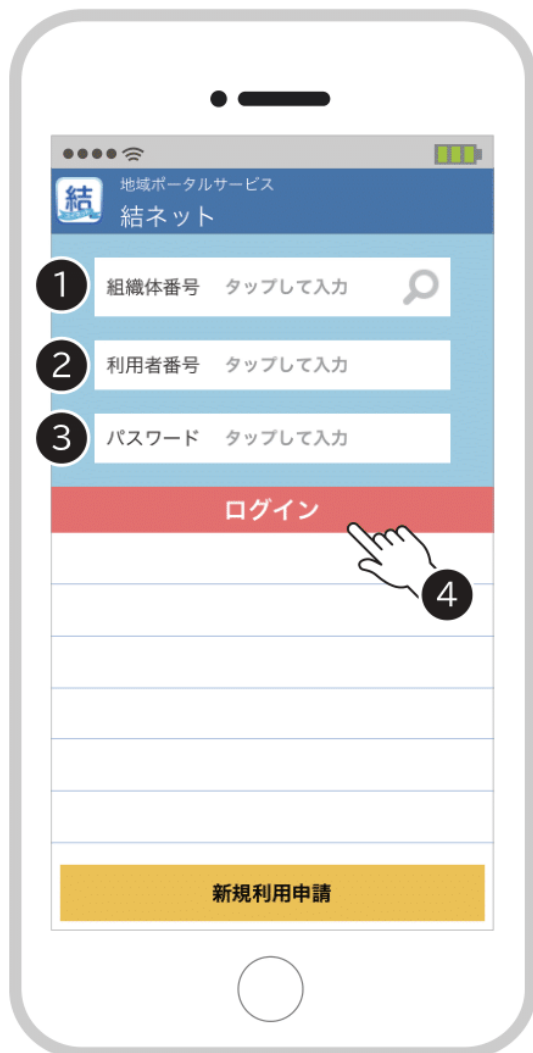 地域ポータルサービス
結 結ネット
1 組織体番号 タップして入力
2 利用者番号 タップして入力
3 パスワード タップして入力
ログイン
4
新規利用申請